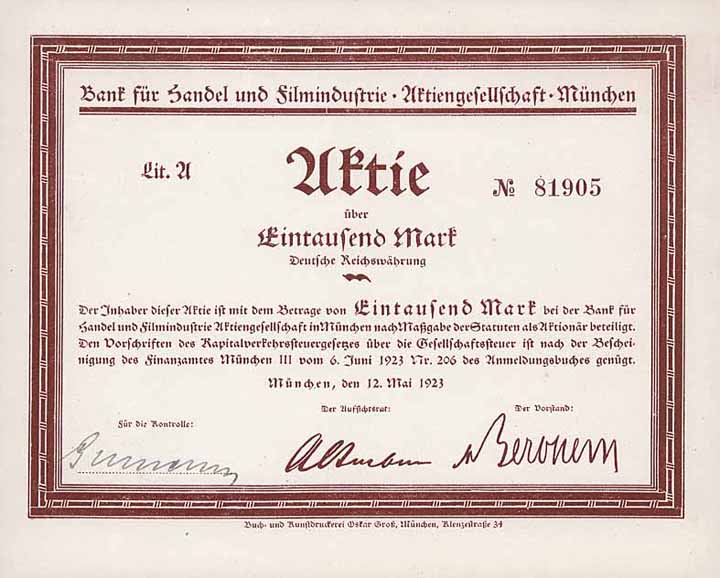 Bank für Handel und Filmindustrie · Aktiengesellschaft · München
Lit. A
Aktie
№ 81905
über
Eintausend Mark
Deutsche Reichswährung
Der Inhaber dieser Aktie ist mit dem Betrage von Eintausend Mark bei der Bank für
Handel und Filmindustrie Aktiengesellschaft in München nach Maßgabe der Statuten als Aktionär beteiligt.
Den Vorschriften des Kapitalverkehrssteuergesetzes über die Gesellschaftssteuer ist nach der Beschei-
nigung des Finanzamtes München III vom 6. Juni 1923 Nr. 206 des Anmeldungsbuches genügt.
München, den 12. Mai 1923
Für die Kontrolle:
Der Aufsichtsrat:
Der Vorstand:
Buch- und Kunstdruckerei Oskar Groß, München, Klenzestraße 34